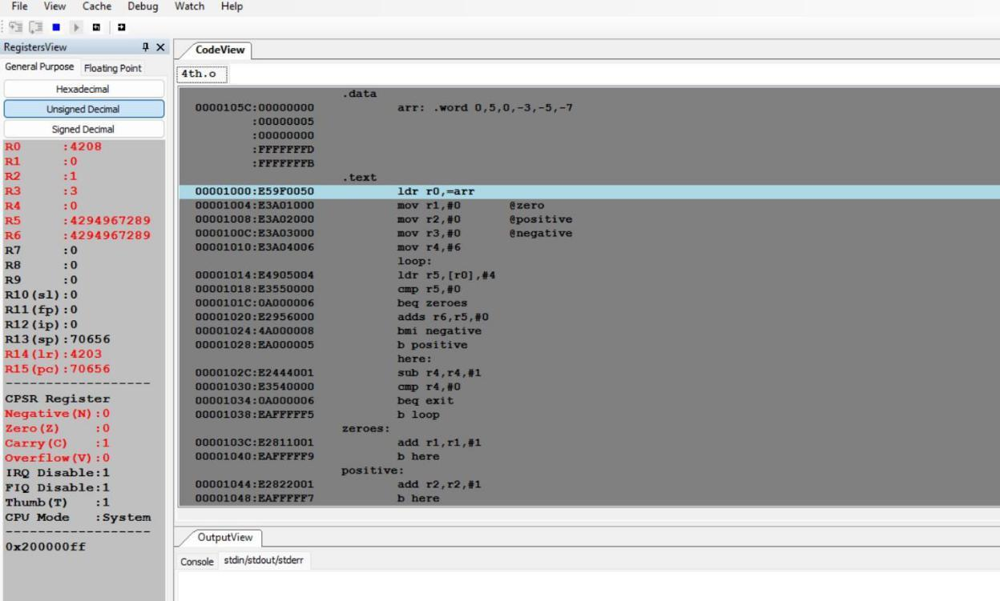 File View Cache Debug Watch Help
RegistersView
General Purpose Floating Point
Hexadecimal
Unsigned Decimal
Signed Decimal
R0 :4208
R1 :0
R2 :1
R3 :3
R4 :0
R5 :4294967289
R6 :4294967289
R7 :0
R8 :0
R9 :0
R10(sl):0
R11(fp):0
R12(ip):0
R13(sp):70656
R14(lr):4203
R15(pc):70656
-------------------
CPSR Register
Negative(N):0
Zero(Z) :0
Carry(C) :1
Overflow(V):0
IRQ Disable:1
FIQ Disable:1
Thumb(T) :1
CPU Mode :System
-------------------
0x200000ff
CodeView
4th.o
.data
0000105C:00000000 arr: .word 0,5,0,-3,-5,-7
:00000005
:00000000
:FFFFFFFD
:FFFFFFFB
.text
00001000:E59F0050 ldr r0,=arr
00001004:E3A01000 mov r1,#0 @zero
00001008:E3A02000 mov r2,#0 @positive
0000100C:E3A03000 mov r3,#0 @negative
00001010:E3A04006 mov r4,#6
loop:
00001014:E4905004 ldr r5,[r0],#4
00001018:E3550000 cmp r5,#0
0000101C:0A000006 beq zeroes
00001020:E2956000 adds r6,r5,#0
00001024:4A000008 bmi negative
00001028:EA000005 b positive
here:
0000102C:E2444001 sub r4,r4,#1
00001030:E3540000 cmp r4,#0
00001034:0A000006 beq exit
00001038:EAFFFFF5 b loop
zeroes:
0000103C:E2811001 add r1,r1,#1
00001040:EAFFFFF9 b here
positive:
00001044:E2822001 add r2,r2,#1
00001048:EAFFFFF7 b here
OutputView
Console stdin/stdout/stderr